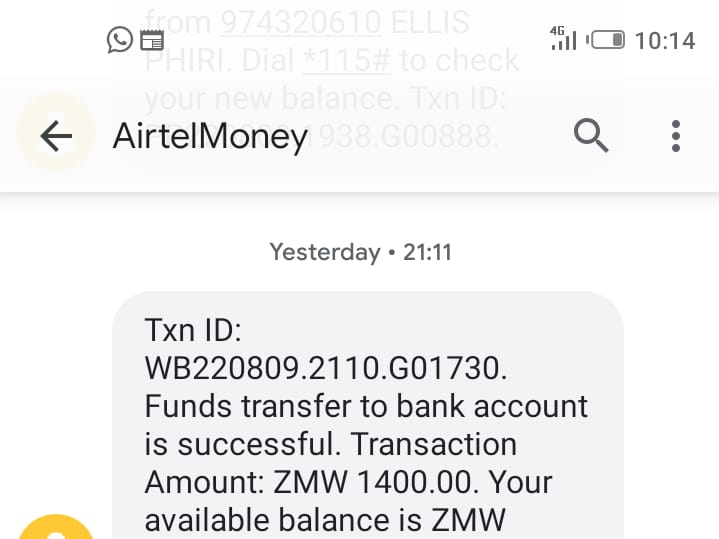 from 974320610 ELLIS
4G 10:14
PHIRI. Dial *115# to check
your new balance. Txn ID:
AirtelMoney
1938.G00888.
Yesterday • 21:11
Txn ID:
WB220809.2110.G01730.
Funds transfer to bank account
is successful. Transaction
Amount: ZMW 1400.00. Your
available balance is ZMW